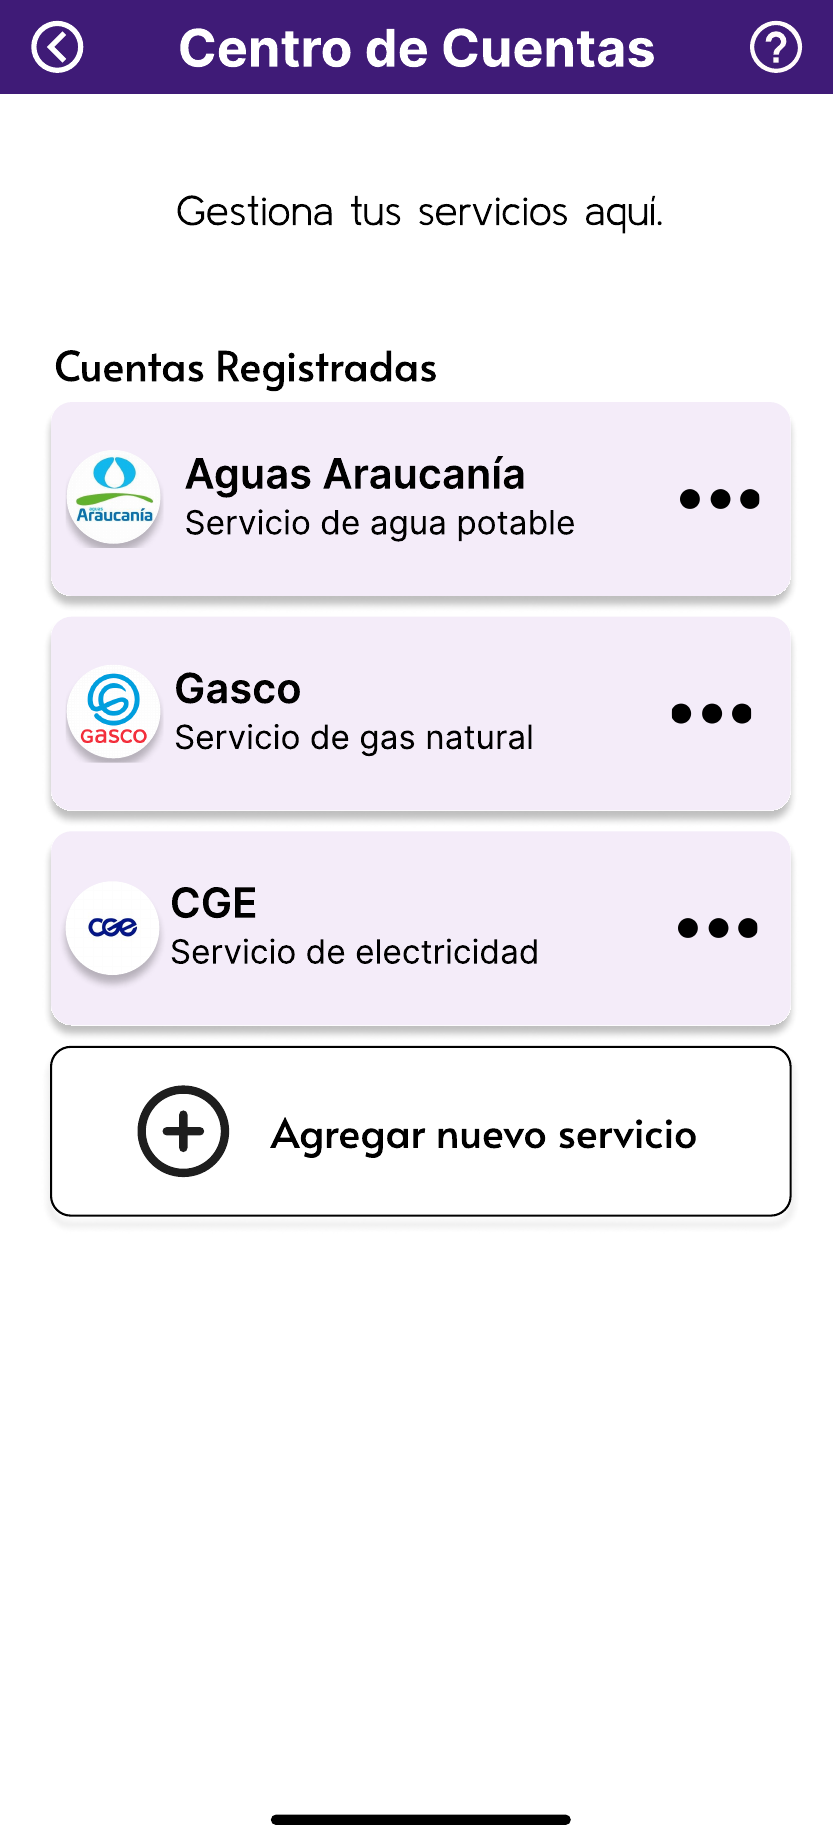 Centro de Cuentas
Gestiona tus servicios aquí.
Cuentas Registradas
aguas
Araucanía
Aguas Araucanía
Servicio de agua potable
GASCO
Gasco
Servicio de gas natural
cge
CGE
Servicio de electricidad
Agregar nuevo servicio